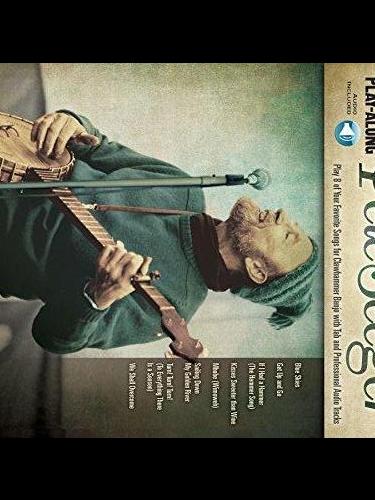 PLAY-ALONG
AUDIO
INCLUDED
Pete Seeger
Play 8 of Your Favorite Songs for Clawhammer Banjo with Tab and Professional Audio Tracks
Blue Skies
Get Up and Go
If I Had a Hammer
(The Hammer Song)
Kisses Sweeter than Wine
Mbube (Wimoweh)
Sailing Down
My Golden River
Turn! Turn! Turn!
(To Everything There
Is a Season)
We Shall Overcome